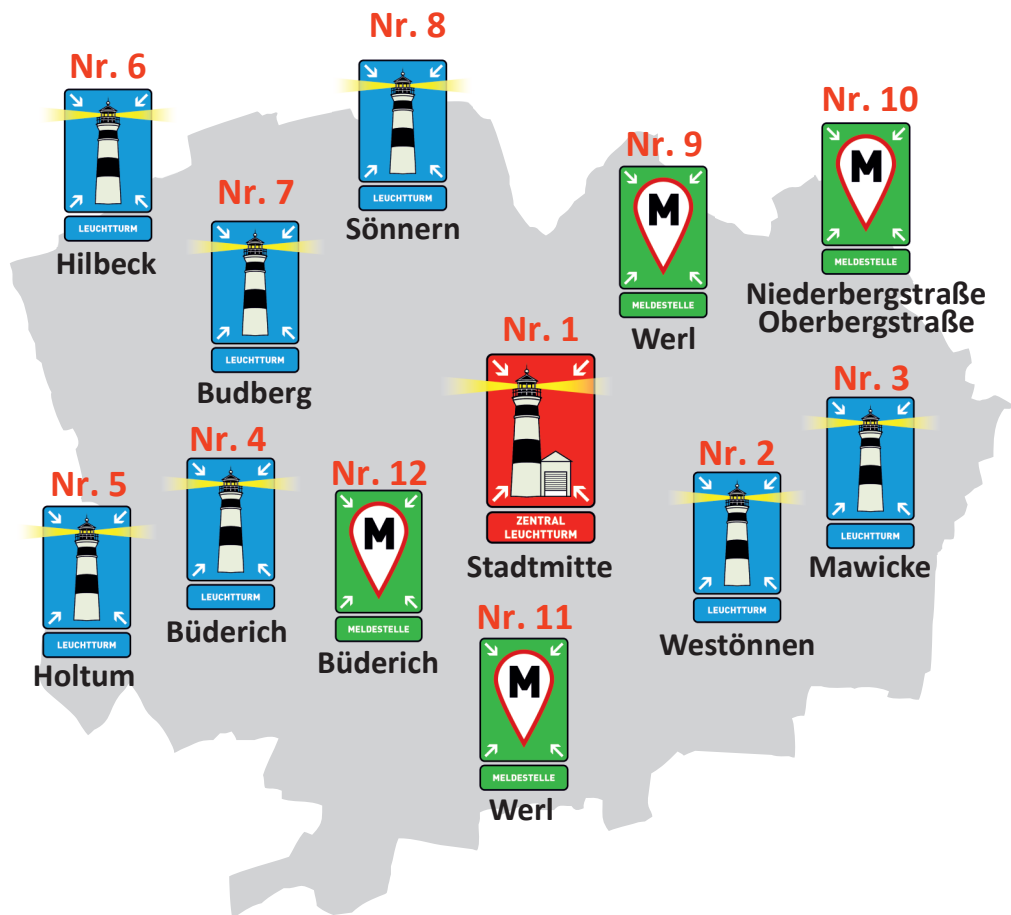 Nr. 6
LEUCHTTURM
Hilbeck
Nr. 8
LEUCHTTURM
Sönnern
Nr. 7
LEUCHTTURM
Budberg
Nr. 9
M
MELDESTELLE
Werl
Nr. 10
M
MELDESTELLE
Niederbergstraße
Oberbergstraße
Nr. 1
ZENTRAL
LEUCHTTURM
Stadtmitte
Nr. 3
LEUCHTTURM
Mawicke
Nr. 2
LEUCHTTURM
Westönnen
Nr. 5
LEUCHTTURM
Holtum
Nr. 4
LEUCHTTURM
Büderich
Nr. 12
M
MELDESTELLE
Büderich
Nr. 11
M
MELDESTELLE
Werl